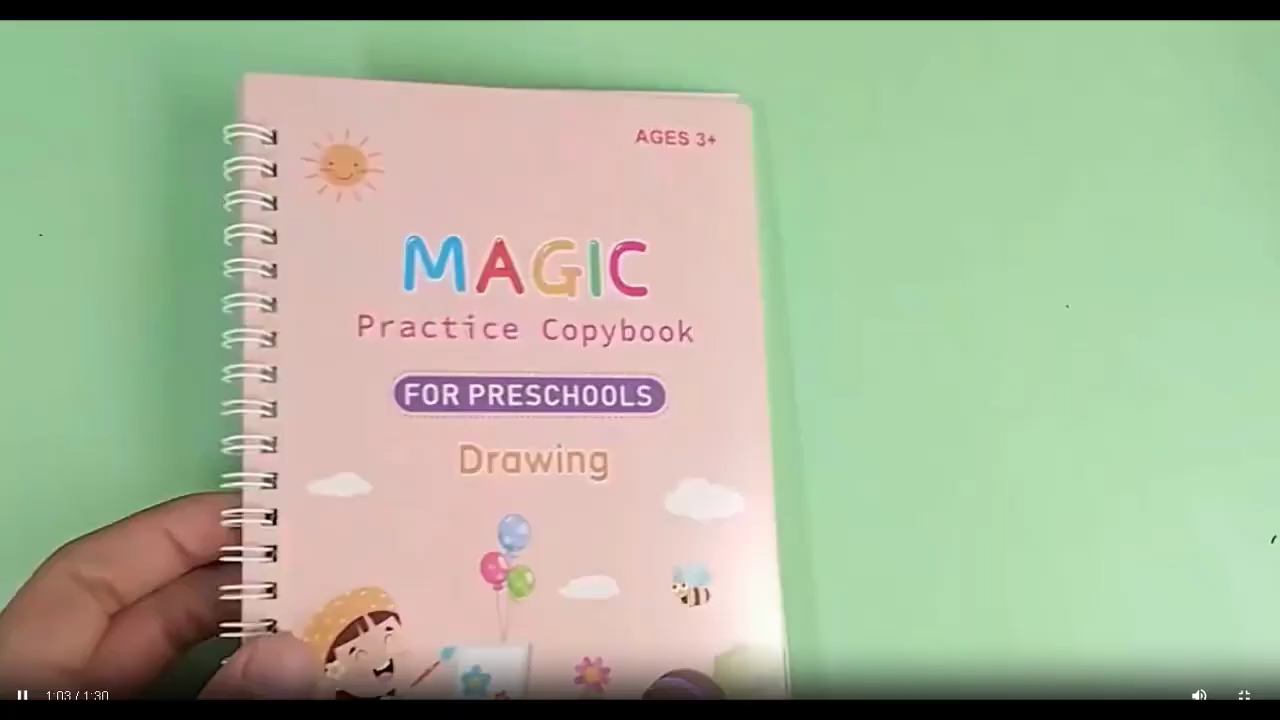 AGES 3+
MAGIC
Practice Copybook
FOR PRESCHOOLS
Drawing
1:03 / 1:30